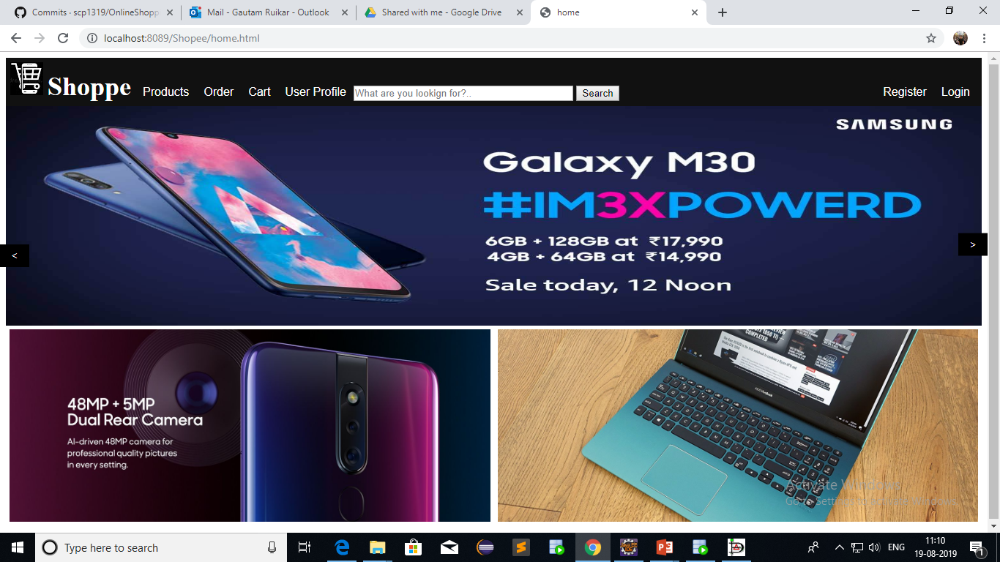 Commits · scp1319/OnlineShopp
Mail - Gautam Ruikar - Outlook
Shared with me - Google Drive
home
localhost:8089/Shopee/home.html
Shoppe
Products Order Cart User Profile What are you lookign for?.. Search Register Login
SAMSUNG
Galaxy M30
#IM3XPOWERD
6GB + 128GB at ₹17,990
4GB + 64GB at ₹14,990
Sale today, 12 Noon
< >
48MP + 5MP
Dual Rear Camera
AI-driven 48MP camera for
professional quality pictures
in every setting.
COMPLETED
ASUS VivoBook
Activate Windows
Go to Settings to activate Windows.
Type here to search
ENG
11:10
19-08-2019
1